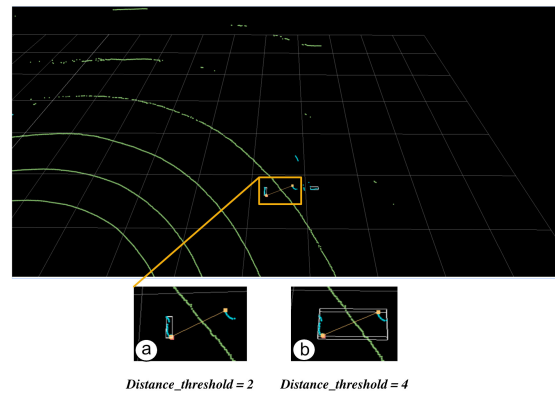 a
b
Distance_threshold = 2
Distance_threshold = 4